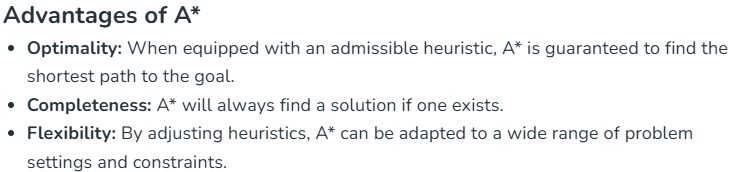 Advantages of A*
• Optimality: When equipped with an admissible heuristic, A* is guaranteed to find the
shortest path to the goal.
• Completeness: A* will always find a solution if one exists.
• Flexibility: By adjusting heuristics, A* can be adapted to a wide range of problem
settings and constraints.